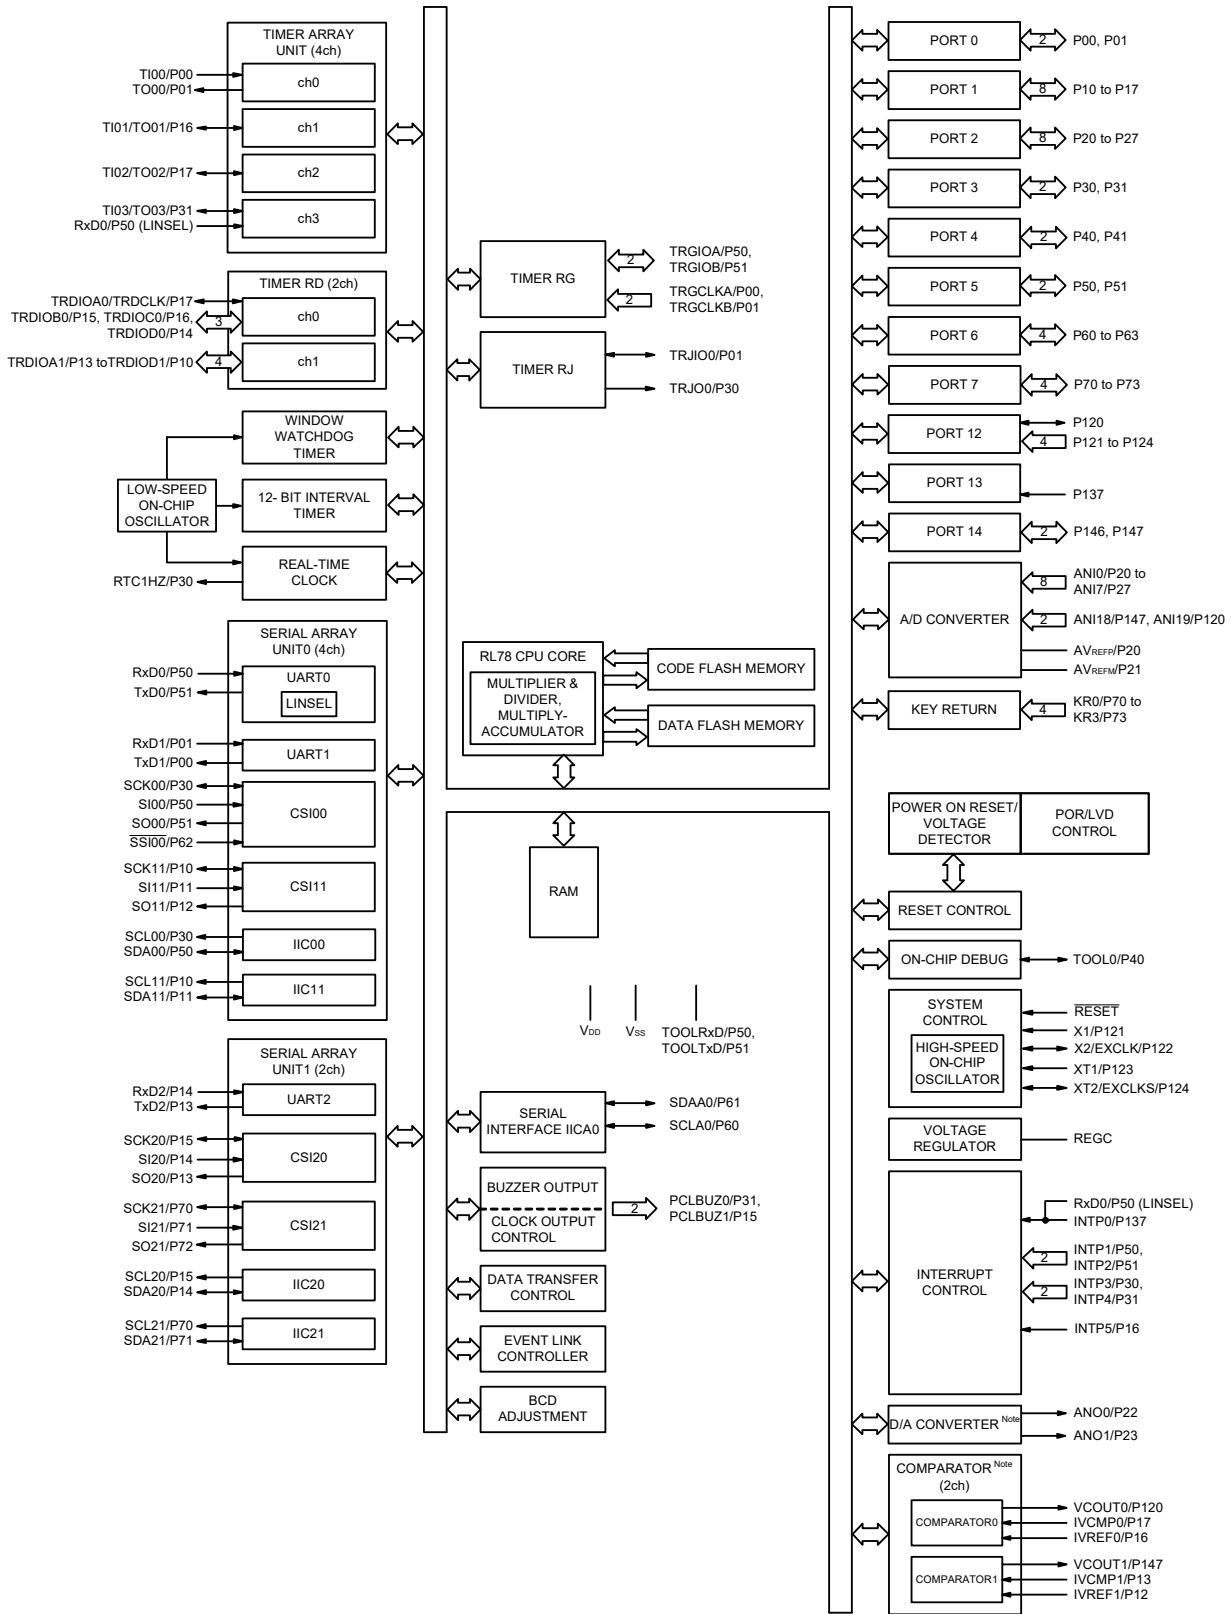 TIMER ARRAY
UNIT (4ch)
TI00/P00
TO00/P01
ch0
TI01/TO01/P16
ch1
TI02/TO02/P17
ch2
TI03/TO03/P31
RxD0/P50 (LINSEL)
ch3
TIMER RD (2ch)
TRDIOA0/TRDCLK/P17
TRDIOB0/P15, TRDIOC0/P16,
TRDIOD0/P14
3
ch0
TRDIOA1/P13 toTRDIOD1/P10
4
ch1
WINDOW
WATCHDOG
TIMER
LOW-SPEED
ON-CHIP
OSCILLATOR
12- BIT INTERVAL
TIMER
RTC1HZ/P30
REAL-TIME
CLOCK
SERIAL ARRAY
UNIT0 (4ch)
RxD0/P50
TxD0/P51
UART0
LINSEL
RxD1/P01
TxD1/P00
UART1
SCK00/P30
SI00/P50
SO00/P51
SSI00/P62
CSI00
SCK11/P10
SI11/P11
SO11/P12
CSI11
SCL00/P30
SDA00/P50
IIC00
SCL11/P10
SDA11/P11
IIC11
SERIAL ARRAY
UNIT1 (2ch)
RxD2/P14
TxD2/P13
UART2
SCK20/P15
SI20/P14
SO20/P13
CSI20
SCK21/P70
SI21/P71
SO21/P72
CSI21
SCL20/P15
SDA20/P14
IIC20
SCL21/P70
SDA21/P71
IIC21
TIMER RG
2
TRGIOA/P50,
TRGIOB/P51
2
TRGCLKA/P00,
TRGCLKB/P01
TIMER RJ
TRJIO0/P01
TRJO0/P30
RL78 CPU CORE
MULTIPLIER &
DIVIDER,
MULTIPLY-
ACCUMULATOR
CODE FLASH MEMORY
DATA FLASH MEMORY
RAM
VDD
VSS
TOOLRxD/P50,
TOOLTxD/P51
SERIAL
INTERFACE IICA0
SDAA0/P61
SCLA0/P60
BUZZER OUTPUT
CLOCK OUTPUT
CONTROL
2
PCLBUZ0/P31,
PCLBUZ1/P15
DATA TRANSFER
CONTROL
EVENT LINK
CONTROLLER
BCD
ADJUSTMENT
PORT 0
2
P00, P01
PORT 1
8
P10 to P17
PORT 2
8
P20 to P27
PORT 3
2
P30, P31
PORT 4
2
P40, P41
PORT 5
2
P50, P51
PORT 6
4
P60 to P63
PORT 7
4
P70 to P73
PORT 12
P120
4
P121 to P124
PORT 13
P137
PORT 14
2
P146, P147
A/D CONVERTER
8
ANI0/P20 to
ANI7/P27
2
ANI18/P147, ANI19/P120
AVREFP/P20
AVREFM/P21
KEY RETURN
4
KR0/P70 to
KR3/P73
POWER ON RESET/
VOLTAGE
DETECTOR
POR/LVD
CONTROL
RESET CONTROL
ON-CHIP DEBUG
TOOL0/P40
SYSTEM
CONTROL
HIGH-SPEED
ON-CHIP
OSCILLATOR
RESET
X1/P121
X2/EXCLK/P122
XT1/P123
XT2/EXCLKS/P124
VOLTAGE
REGULATOR
REGC
INTERRUPT
CONTROL
RxD0/P50 (LINSEL)
INTP0/P137
2
INTP1/P50,
INTP2/P51
2
INTP3/P30,
INTP4/P31
INTP5/P16
D/A CONVERTER Note
ANO0/P22
ANO1/P23
COMPARATOR Note
(2ch)
COMPARATOR0
VCOUT0/P120
IVCMP0/P17
IVREF0/P16
COMPARATOR1
VCOUT1/P147
IVCMP1/P13
IVREF1/P12